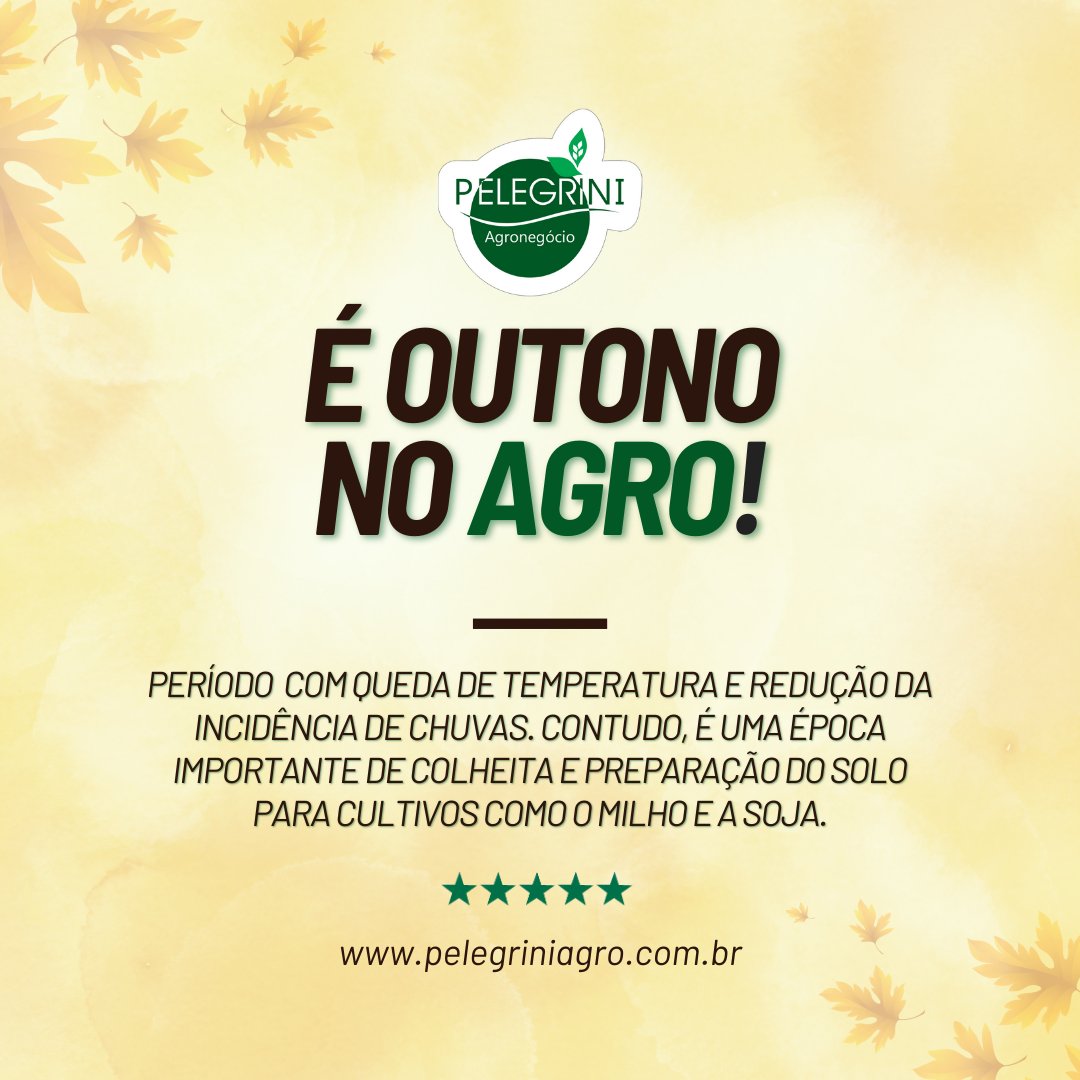 PELEGRINI
Agronegócio
É OUTONO
NO AGRO!
PERÍODO COM QUEDA DE TEMPERATURA E REDUÇÃO DA
INCIDÊNCIA DE CHUVAS. CONTUDO, É UMA ÉPOCA
IMPORTANTE DE COLHEITA E PREPARAÇÃO DO SOLO
PARA CULTIVOS COMO O MILHO E A SOJA.
www.pelegriniagro.com.br